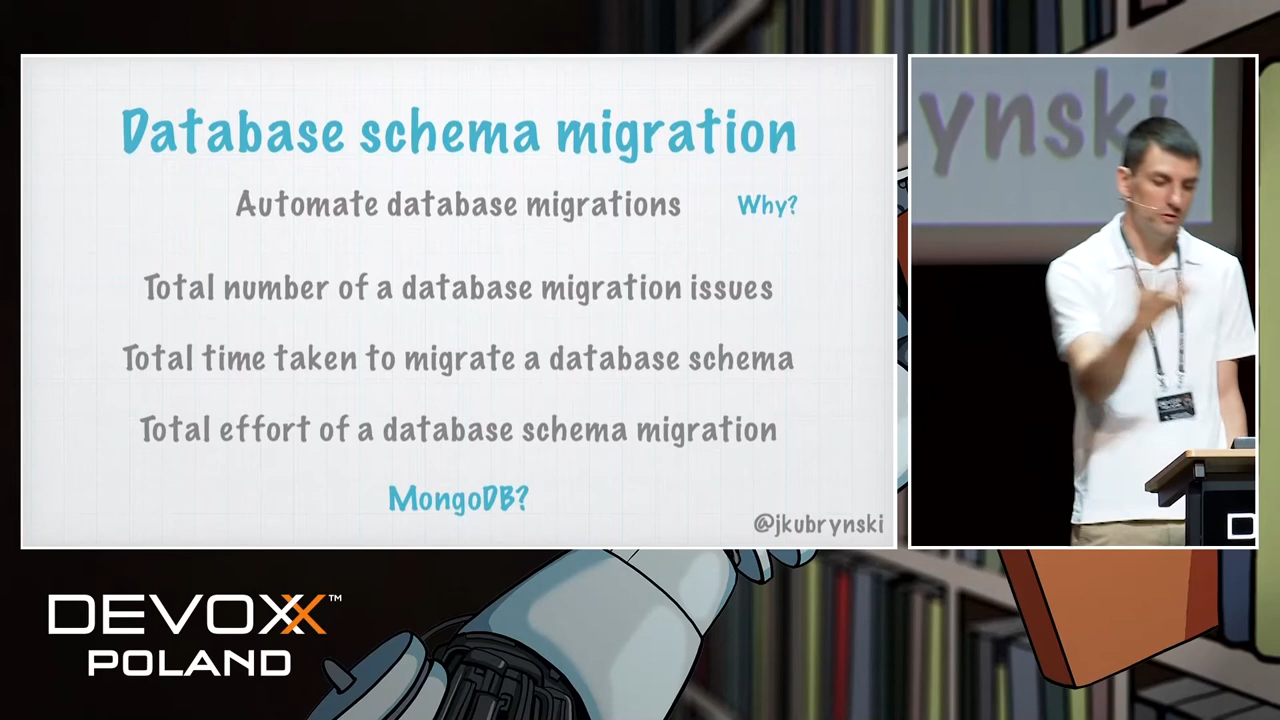 Database schema migration
Automate database migrations Why?
Total number of a database migration issues
Total time taken to migrate a database schema
Total effort of a database schema migration
MongoDB?
@jkubrynski
ynski
DEVOXX™
POLAND